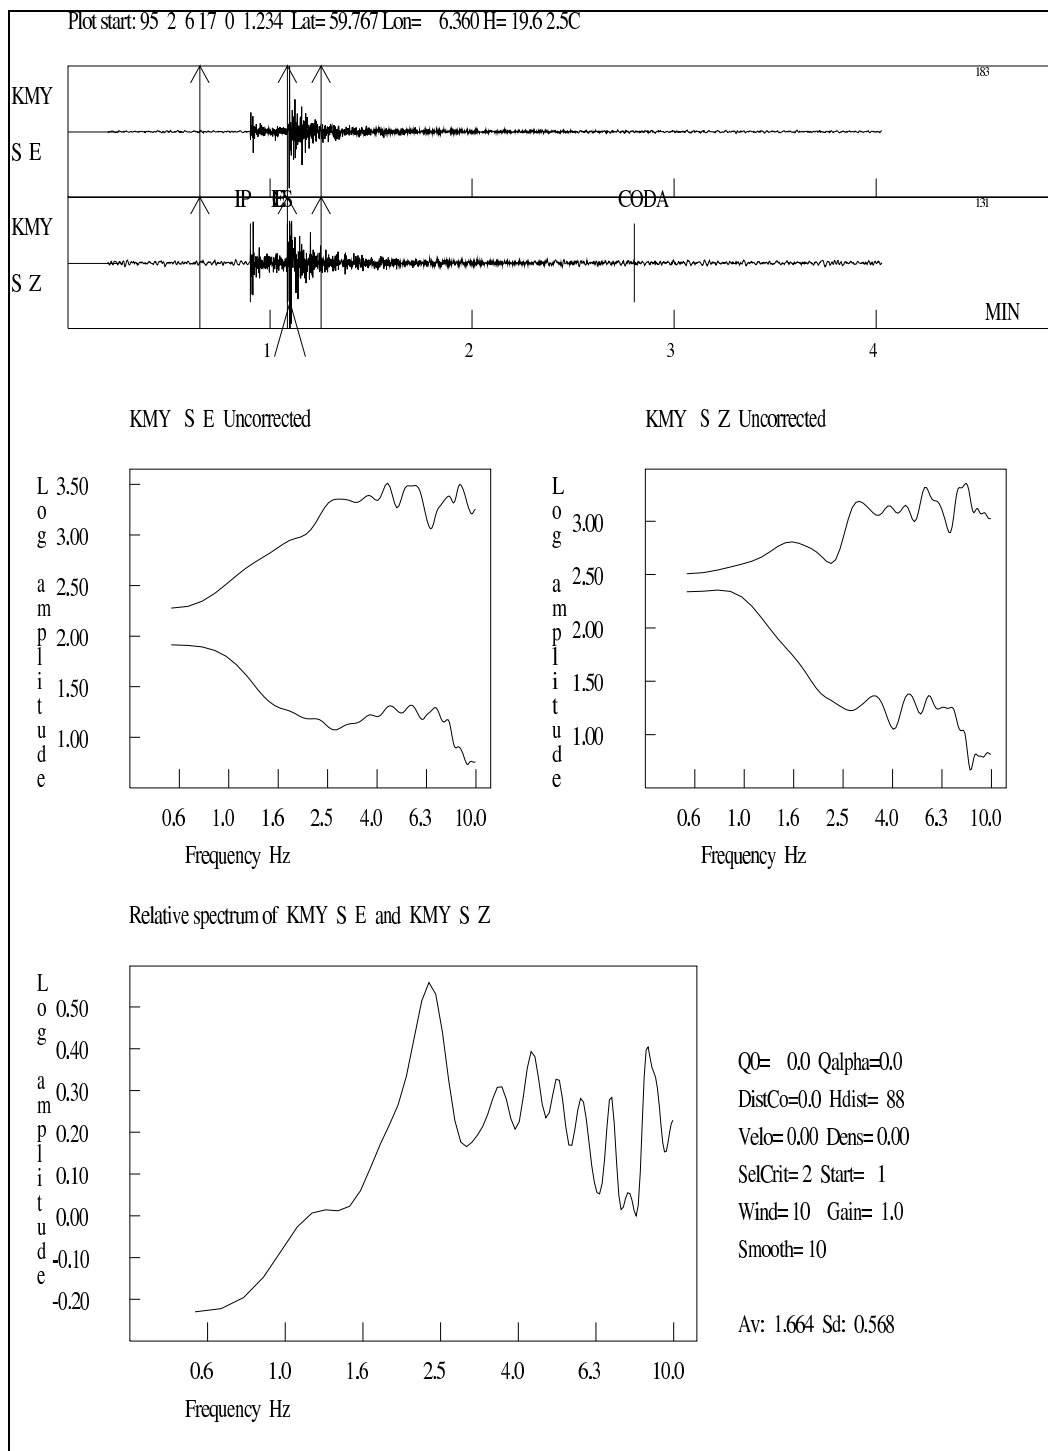 Plot start: 95 2 6 17 0 1.234 Lat= 59.767 Lon= 6.360 H= 19.6 2.5C
183
KMY
S E
IP ES CODA
131
KMY
S Z
MIN
1 2 3 4
KMY S E Uncorrected
KMY S Z Uncorrected
Log amplitude
3.50
3.00
2.50
2.00
1.50
1.00
0.6 1.0 1.6 2.5 4.0 6.3 10.0
Frequency Hz
Log amplitude
3.00
2.50
2.00
1.50
1.00
0.6 1.0 1.6 2.5 4.0 6.3 10.0
Frequency Hz
Relative spectrum of KMY S E and KMY S Z
Log amplitude
0.50
0.40
0.30
0.20
0.10
0.00
-0.10
-0.20
0.6 1.0 1.6 2.5 4.0 6.3 10.0
Frequency Hz
Q0= 0.0 Qalpha=0.0
DistCo=0.0 Hdist= 88
Velo= 0.00 Dens= 0.00
SelCrit= 2 Start= 1
Wind= 10 Gain= 1.0
Smooth= 10
Av: 1.664 Sd: 0.568